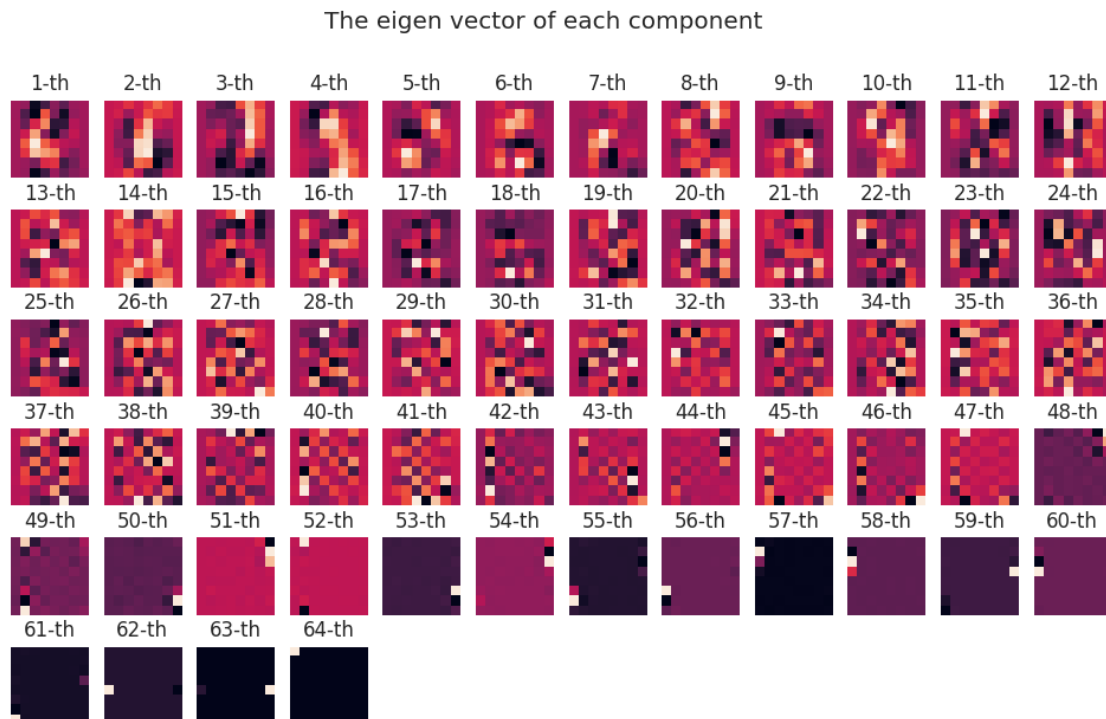 The eigen vector of each component
1-th 2-th 3-th 4-th 5-th 6-th 7-th 8-th 9-th 10-th 11-th 12-th
13-th 14-th 15-th 16-th 17-th 18-th 19-th 20-th 21-th 22-th 23-th 24-th
25-th 26-th 27-th 28-th 29-th 30-th 31-th 32-th 33-th 34-th 35-th 36-th
37-th 38-th 39-th 40-th 41-th 42-th 43-th 44-th 45-th 46-th 47-th 48-th
49-th 50-th 51-th 52-th 53-th 54-th 55-th 56-th 57-th 58-th 59-th 60-th
61-th 62-th 63-th 64-th